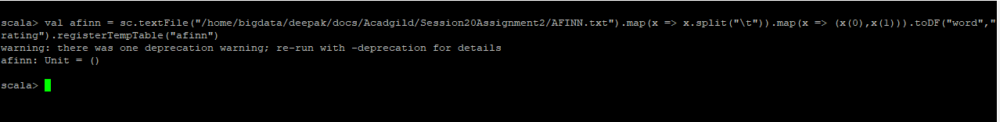 scala> val afinn = sc.textFile("/home/bigdata/deepak/docs/Acadgild/Session20Assignment2/AFINN.txt").map(x => x.split("\t")).map(x => (x(0),x(1))).toDF("word","
rating").registerTempTable("afinn")
warning: there was one deprecation warning; re-run with -deprecation for details
afinn: Unit = ()
scala>